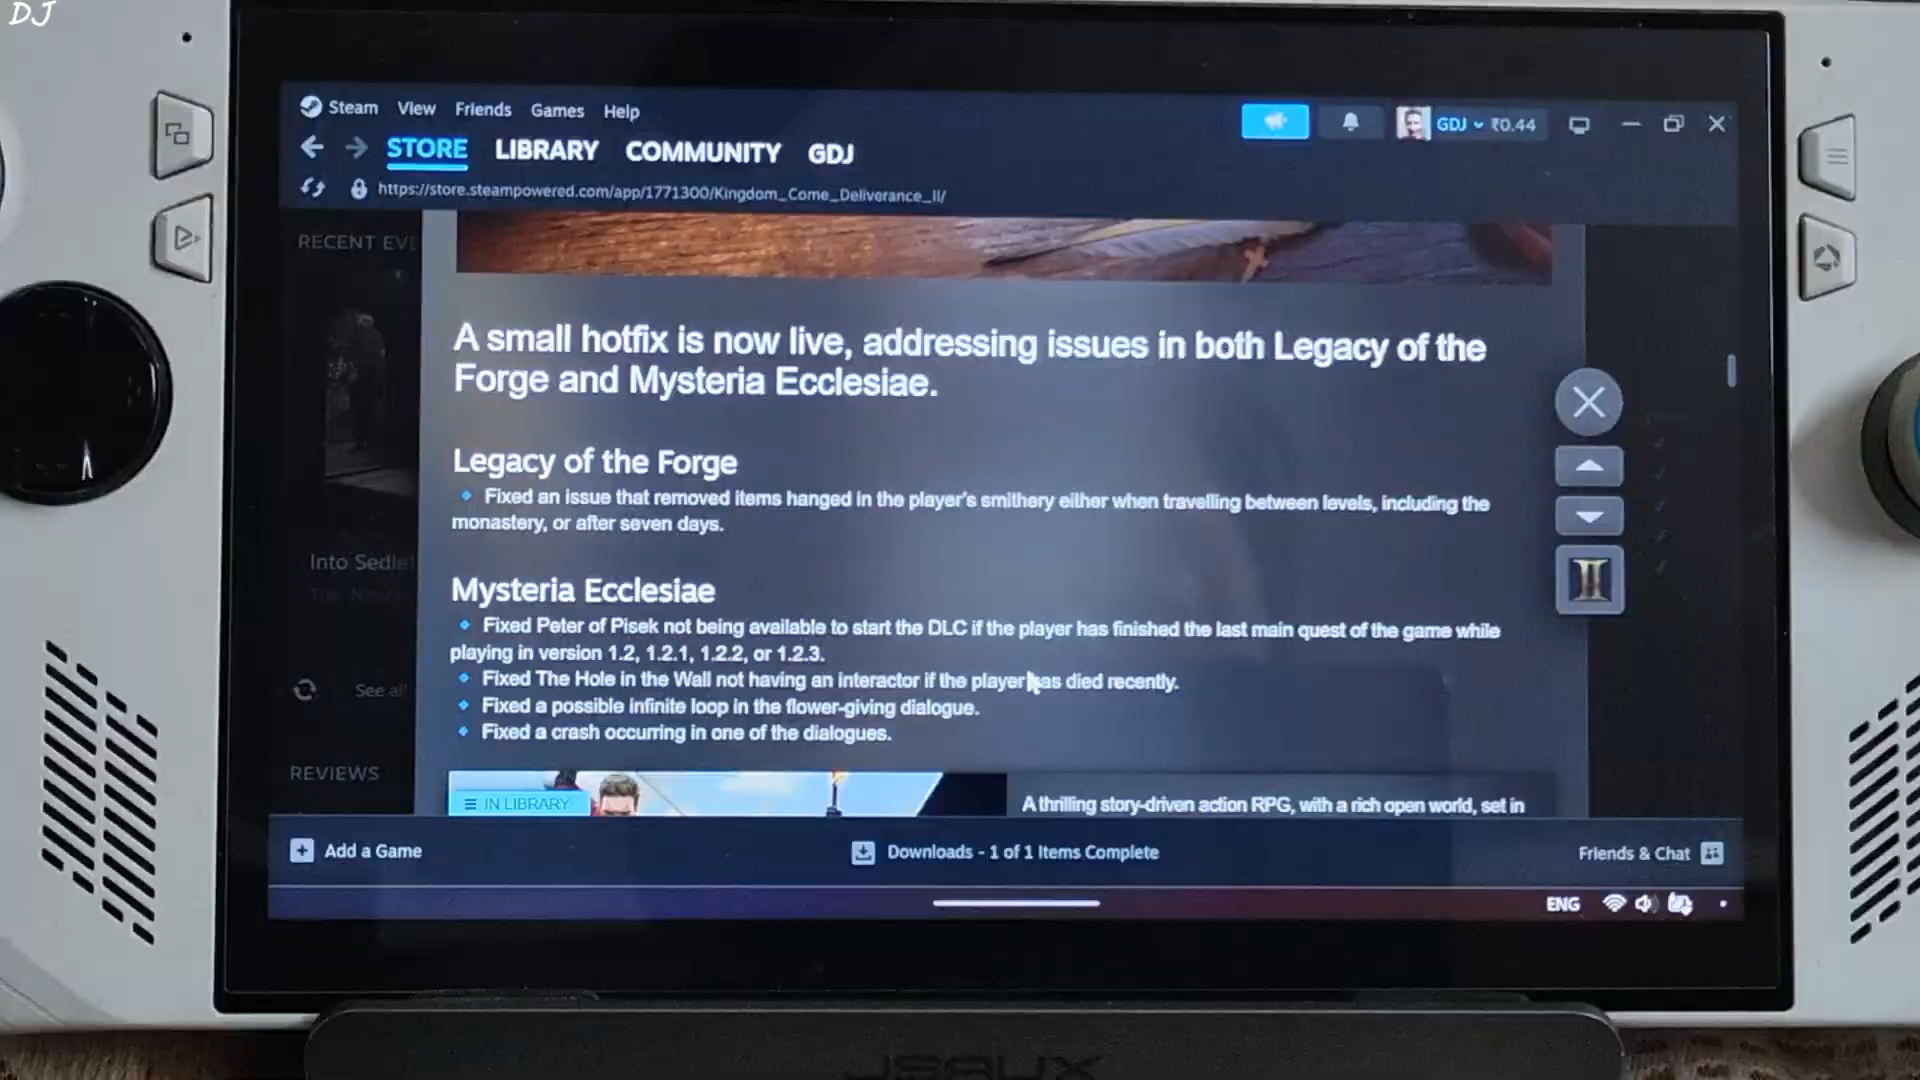 DJ
Steam View Friends Games Help
GDJ ₹0.44
STORE LIBRARY COMMUNITY GDJ
https://store.steampowered.com/app/1771300/Kingdom_Come_Deliverance_II/
RECENT EVE
A small hotfix is now live, addressing issues in both Legacy of the
Forge and Mysteria Ecclesiae.
Legacy of the Forge
Fixed an issue that removed items hanged in the player's smithery either when travelling between levels, including the
monastery, or after seven days.
Into Sedle
Mysteria Ecclesiae
Fixed Peter of Pisek not being available to start the DLC if the player has finished the last main quest of the game while
playing in version 1.2, 1.2.1, 1.2.2, or 1.2.3.
Fixed The Hole in the Wall not having an interactor if the player has died recently.
Fixed a possible infinite loop in the flower-giving dialogue.
Fixed a crash occurring in one of the dialogues.
See all
REVIEWS
IN LIBRARY
A thrilling story-driven action RPG, with a rich open world, set in
Add a Game
Downloads - 1 of 1 Items Complete
Friends & Chat
ENG
JSAUX